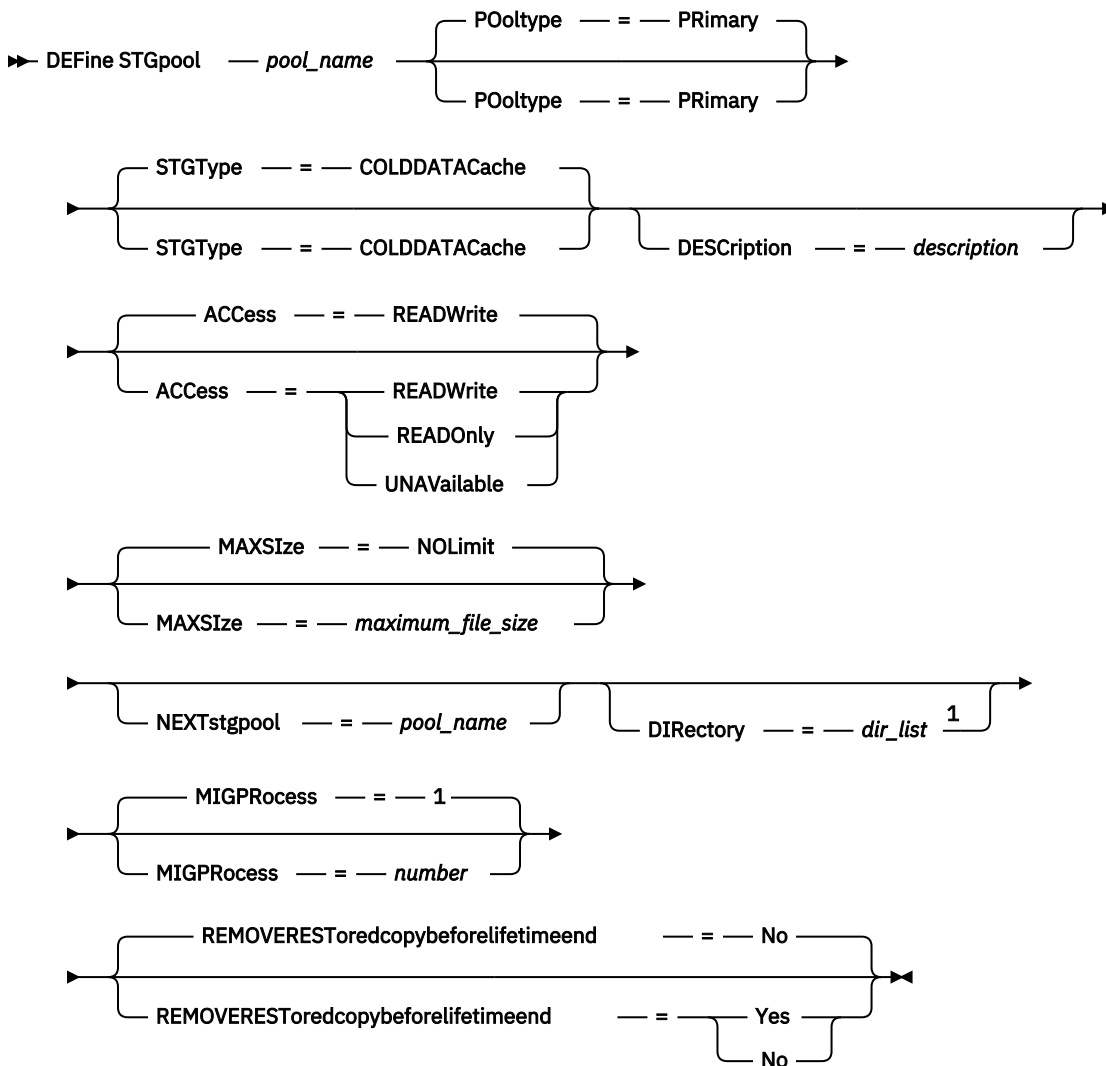 POoltype = PRimary
DEFine STGpool pool_name
POoltype = PRimary
STGType = COLDDATACache
STGType = COLDDATACache
DESCription = description
ACCess = READWrite
ACCess = READWrite
READOnly
UNAVailable
MAXSIze = NOLimit
MAXSIze = maximum_file_size
NEXTstgpool = pool_name
DIRectory = dir_list 1
MIGPRocess = 1
MIGPRocess = number
REMOVERESToredcopybeforelifetimeend = No
REMOVERESToredcopybeforelifetimeend = Yes
No